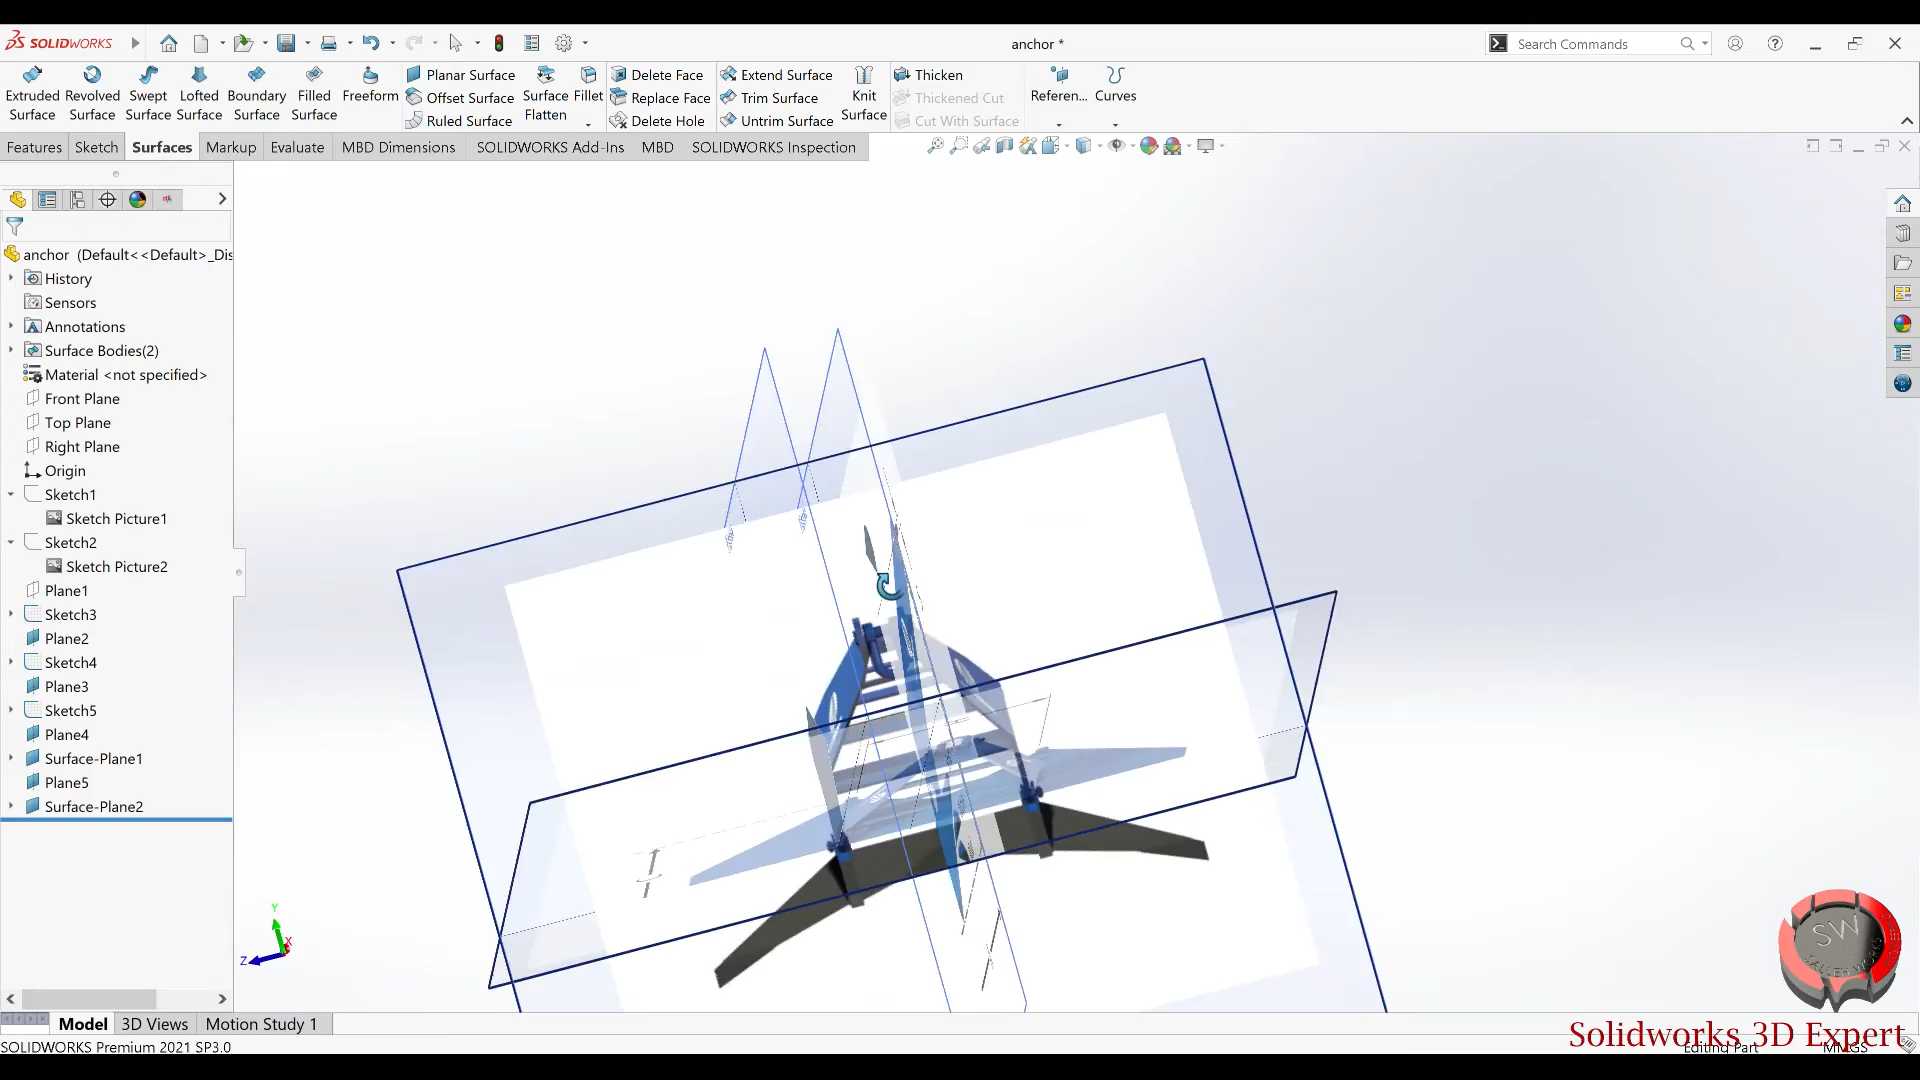 SOLIDWORKS
anchor *
Search Commands
Extruded Surface
Revolved Surface
Swept Surface
Lofted Surface
Boundary Surface
Filled Surface
Freeform
Planar Surface
Offset Surface
Ruled Surface
Surface Flatten
Fillet
Delete Face
Replace Face
Delete Hole
Extend Surface
Trim Surface
Untrim Surface
Knit Surface
Thicken
Thickened Cut
Cut With Surface
Referen...
Curves
Features
Sketch
Surfaces
Markup
Evaluate
MBD Dimensions
SOLIDWORKS Add-Ins
MBD
SOLIDWORKS Inspection
anchor (Default<<Default>_Dis
History
Sensors
Annotations
Surface Bodies(2)
Material <not specified>
Front Plane
Top Plane
Right Plane
Origin
Sketch1
Sketch Picture1
Sketch2
Sketch Picture2
Plane1
Sketch3
Plane2
Sketch4
Plane3
Sketch5
Plane4
Surface-Plane1
Plane5
Surface-Plane2
Y
X
Z
SW
Model
3D Views
Motion Study 1
SOLIDWORKS Premium 2021 SP3.0
Solidworks 3D Expert
Editing Part
MMGS